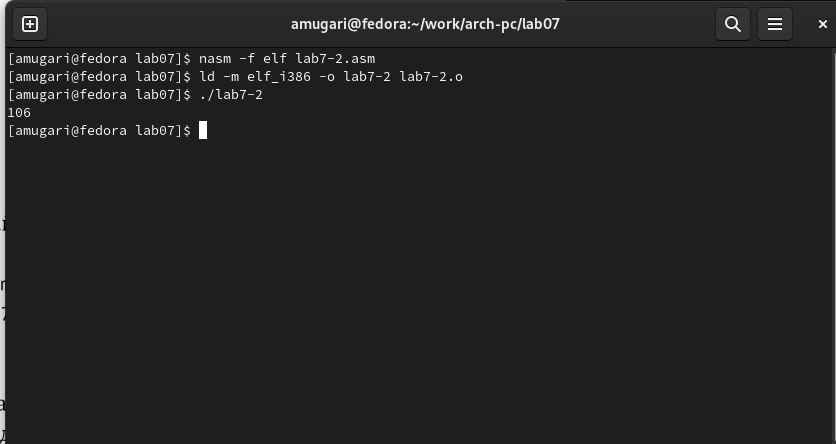 amugari@fedora:~/work/arch-pc/lab07
[amugari@fedora lab07]$ nasm -f elf lab7-2.asm
[amugari@fedora lab07]$ ld -m elf_i386 -o lab7-2 lab7-2.o
[amugari@fedora lab07]$ ./lab7-2
106
[amugari@fedora lab07]$